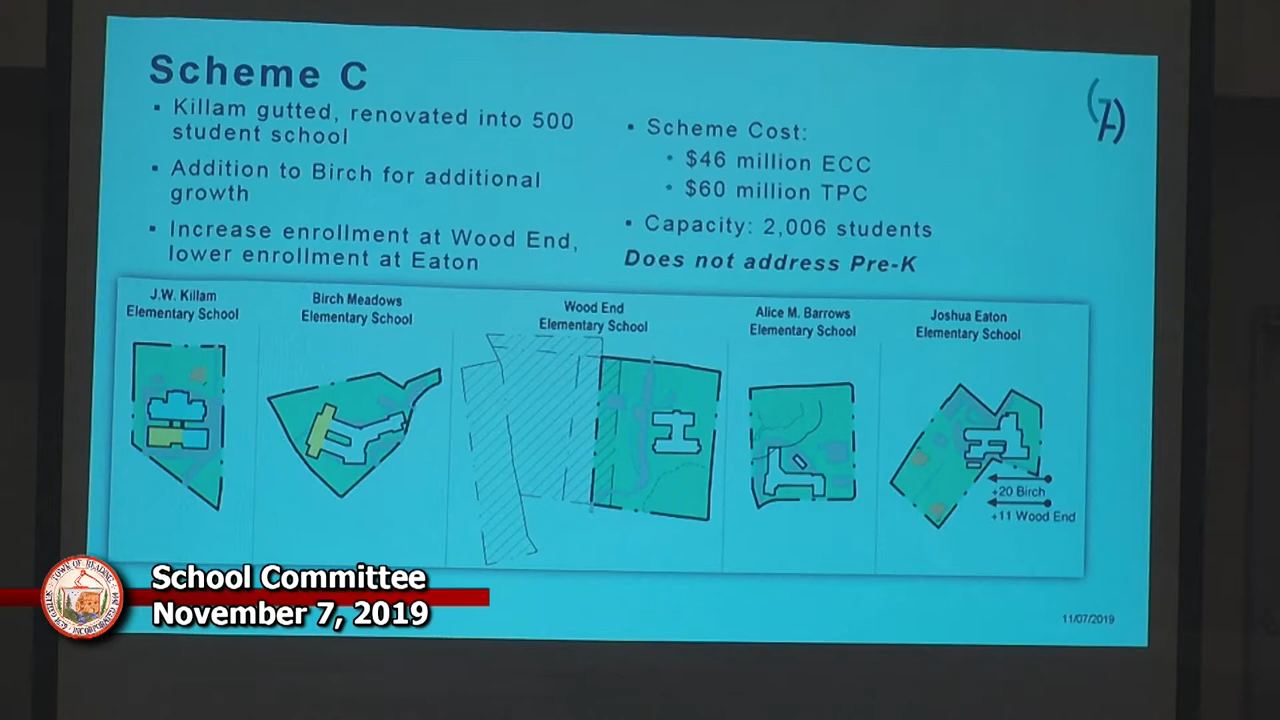 Scheme C
▪ Killam gutted, renovated into 500
student school
▪ Addition to Birch for additional
growth
▪ Increase enrollment at Wood End,
lower enrollment at Eaton
▪ Scheme Cost:
• $46 million ECC
• $60 million TPC
▪ Capacity: 2,006 students
Does not address Pre-K
J.W. Killam
Elementary School
Birch Meadows
Elementary School
Wood End
Elementary School
Alice M. Barrows
Elementary School
Joshua Eaton
Elementary School
+20 Birch
+11 Wood End
School Committee
November 7, 2019
TOWN OF READING
11/07/2019